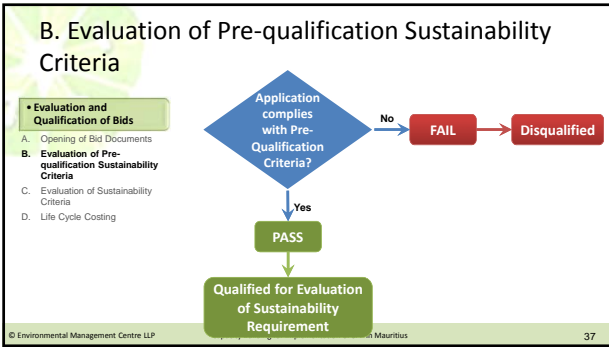 B. Evaluation of Pre-qualification Sustainability
Criteria
• Evaluation and
Qualification of Bids
A. Opening of Bid Documents
B. Evaluation of Pre-
qualification Sustainability
Criteria
C. Evaluation of Sustainability
Criteria
D. Life Cycle Costing
Application
complies
with Pre-
Qualification
Criteria?
No
FAIL
Disqualified
Yes
PASS
Qualified for Evaluation
of Sustainability
Requirement
© Environmental Management Centre LLP
in Mauritius
37